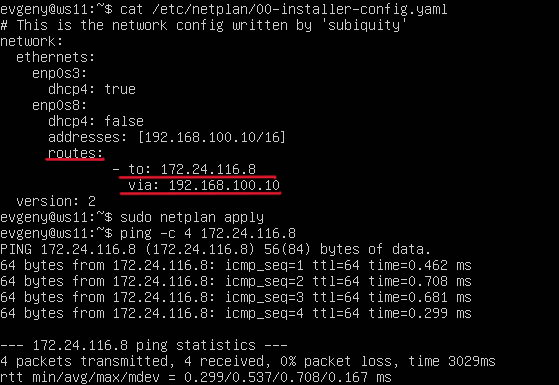 evgeny@ws11:~$ cat /etc/netplan/00-installer-config.yaml
# This is the network config written by 'subiquity'
network:
  ethernets:
    enp0s3:
      dhcp4: true
    enp0s8:
      dhcp4: false
      addresses: [192.168.100.10/16]
      routes:
              - to: 172.24.116.8
                via: 192.168.100.10
  version: 2
evgeny@ws11:~$ sudo netplan apply
evgeny@ws11:~$ ping -c 4 172.24.116.8
PING 172.24.116.8 (172.24.116.8) 56(84) bytes of data.
64 bytes from 172.24.116.8: icmp_seq=1 ttl=64 time=0.462 ms
64 bytes from 172.24.116.8: icmp_seq=2 ttl=64 time=0.708 ms
64 bytes from 172.24.116.8: icmp_seq=3 ttl=64 time=0.681 ms
64 bytes from 172.24.116.8: icmp_seq=4 ttl=64 time=0.299 ms

--- 172.24.116.8 ping statistics ---
4 packets transmitted, 4 received, 0% packet loss, time 3029ms
rtt min/avg/max/mdev = 0.299/0.537/0.708/0.167 ms